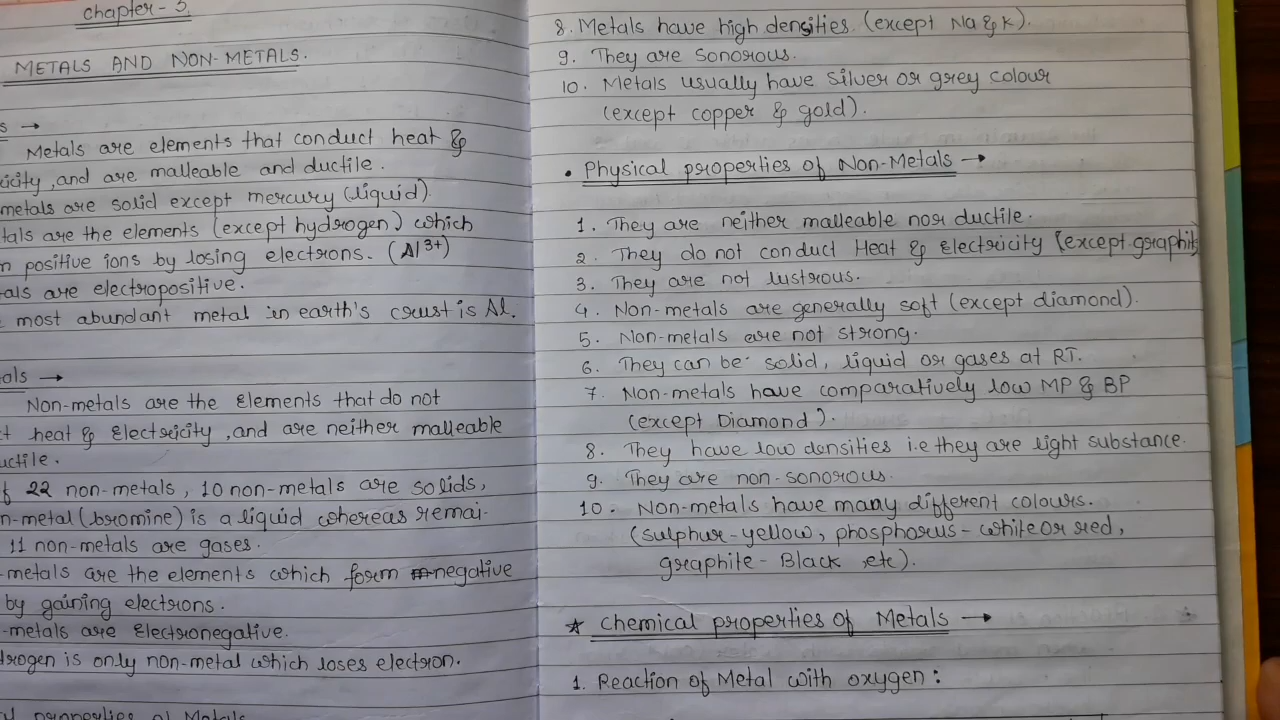 chapter - 3
METALS AND NON-METALS.
Metals are elements that conduct heat &
, and are malleable and ductile.
metals are solid except mercury (liquid).
are the elements (except hydrogen) which
positive ions by losing electrons. (Al³⁺)
are electropositive.
most abundant metal in earth's crust is Al.
Non-metals are the Elements that do not
heat & Electricity, and are neither malleable
22 non-metals, 10 non-metals are solids,
-metal (bromine) is a liquid whereas remai-
11 non-metals are gases.
-metals are the elements which form negative
by gaining electrons.
-metals are Electronegative.
is only non-metal which loses electron.
8. Metals have high densities (except Na & K).
9. They are Sonorous.
10. Metals usually have silver or grey colour
(except copper & gold).
• Physical properties of Non-Metals →
1. They are neither malleable nor ductile.
2. They do not conduct Heat & Electricity (except graphite
3. They are not lustrous.
4. Non-metals are generally soft (except diamond).
5. Non-metals are not strong.
6. They can be solid, liquid or gases at RT.
7. Non-metals have comparatively low MP & BP
(except Diamond).
8. They have low densities i.e they are light substance.
9. They are non-sonorous.
10. Non-metals have many different colours.
(sulphur-yellow, phosphorus - white or red,
graphite - Black, etc).
* Chemical properties of Metals →
1. Reaction of Metal with oxygen: